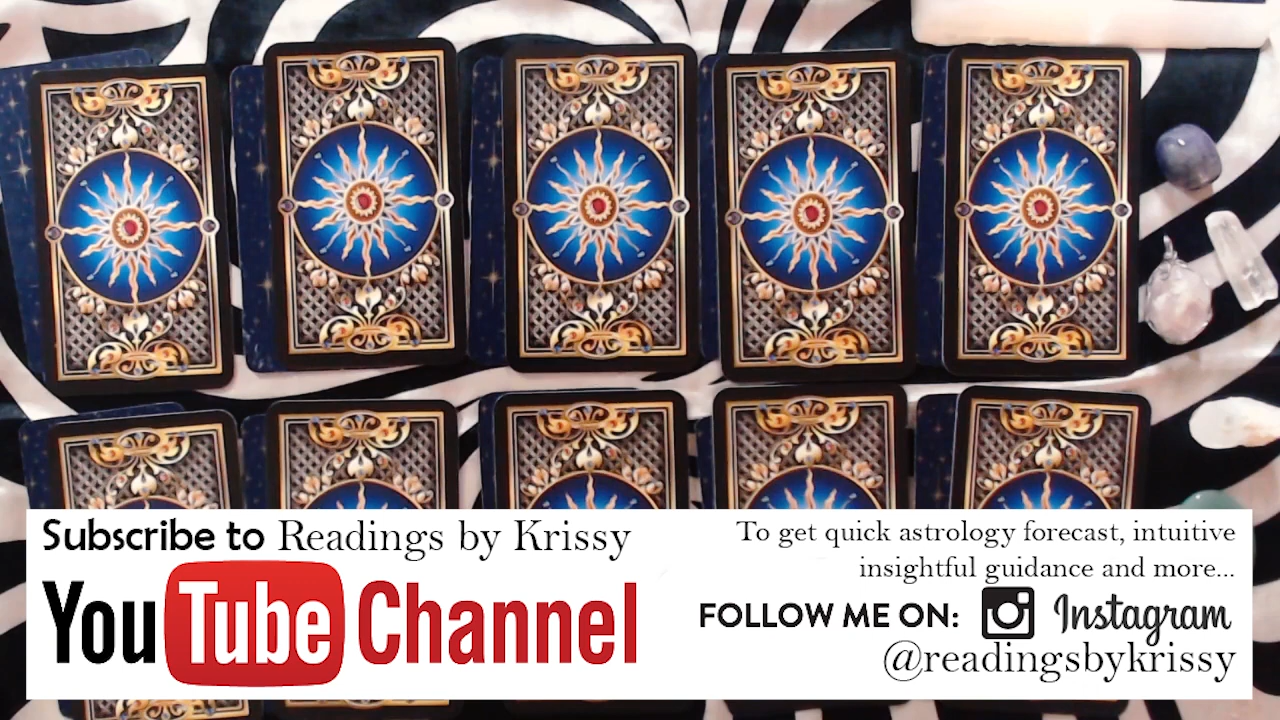 Subscribe to Readings by Krissy
YouTube Channel
To get quick astrology forecast, intuitive
insightful guidance and more...
FOLLOW ME ON: Instagram
@readingsbykrissy